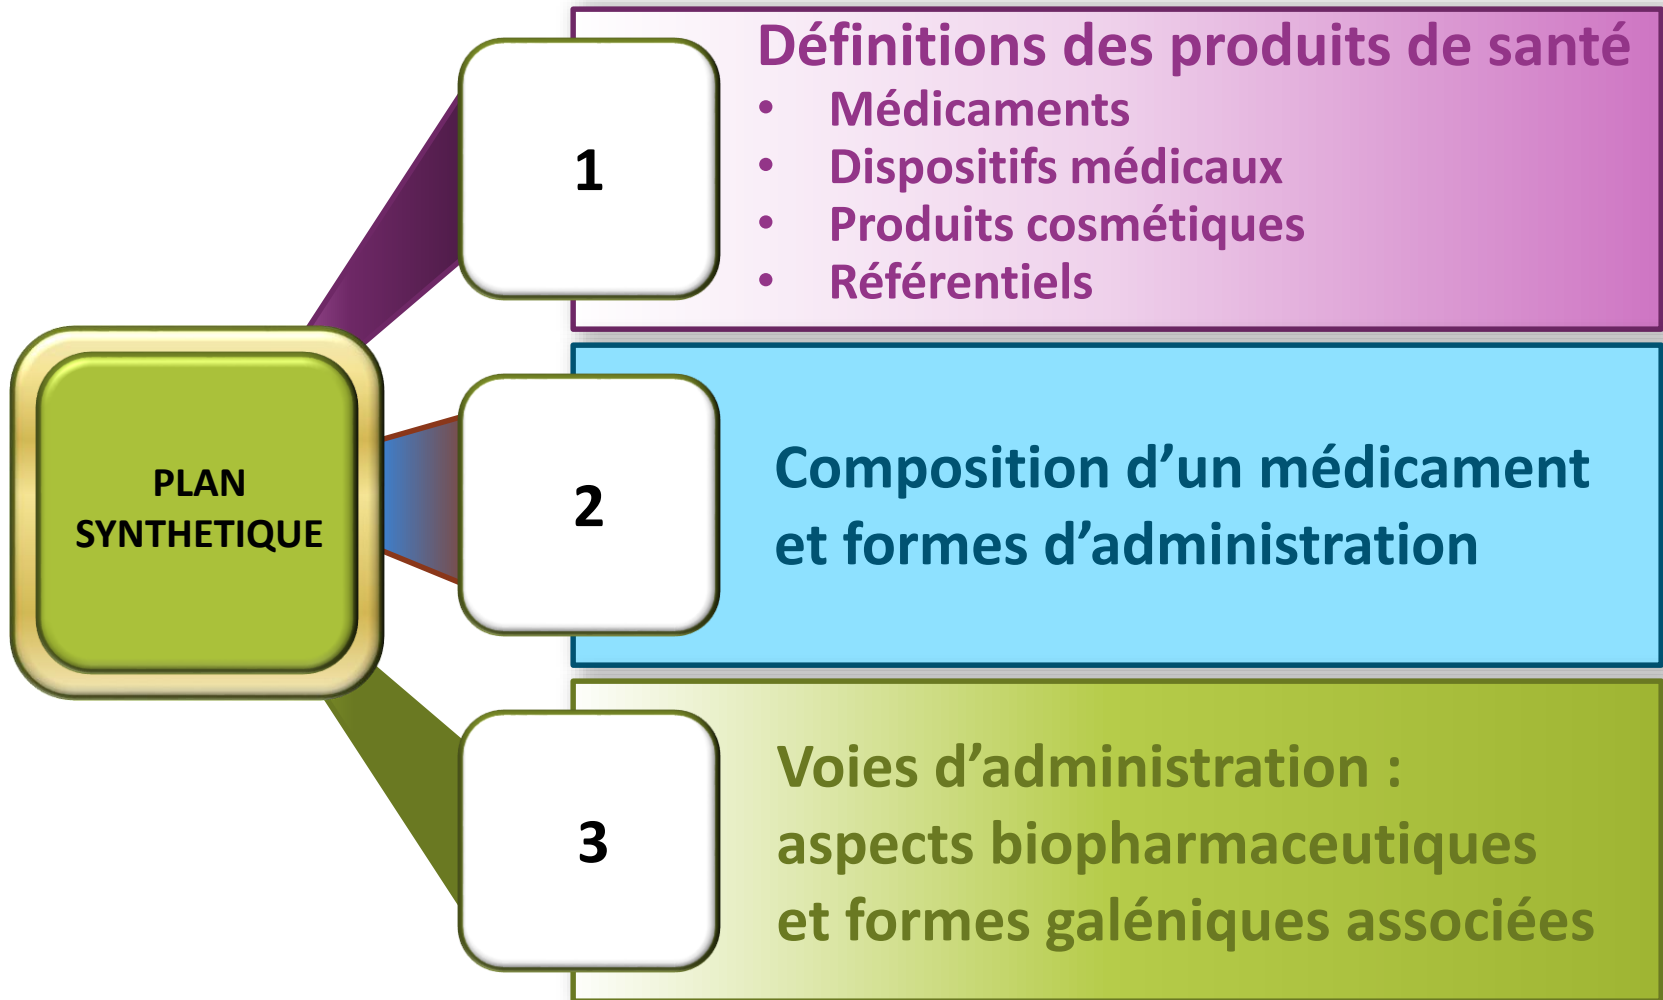 PLAN
SYNTHETIQUE
1
Définitions des produits de santé
• Médicaments
• Dispositifs médicaux
• Produits cosmétiques
• Référentiels
2
Composition d’un médicament
et formes d’administration
3
Voies d’administration :
aspects biopharmaceutiques
et formes galéniques associées